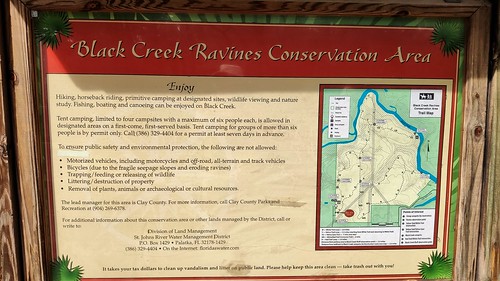 Black Creek Ravines Conservation Area
Enjoy
Hiking, horseback riding, primitive camping at designated sites, wildlife viewing and nature
study. Fishing, boating and canoeing can be enjoyed on Black Creek.
Tent camping, limited to four campsites with a maximum of six people each, is allowed in
designated areas on a first-come, first-served basis. Tent camping for groups of more than six
people is by permit only. Call (386) 329-4404 for a permit at least seven days in advance.
To ensure public safety and environmental protection, the following are not allowed:
• Motorized vehicles, including motorcycles and off-road, all-terrain and track vehicles
• Bicycles (due to the fragile seepage slopes and eroding ravines)
• Trapping/feeding or releasing of wildlife
• Littering/destruction of property
• Removal of plants, animals or archaeological or cultural resources.
The lead manager for this area is Clay County. For more information, call Clay County Parks and
Recreation at (904) 269-6378.
For additional information about this conservation area or other lands managed by the District, call or
write to:
Division of Land Management
St. Johns River Water Management District
P.O. Box 1429 • Palatka, FL 32178-1429
(386) 329-4404 • On the Internet: floridaswater.com
It takes your tax dollars to clean up vandalism and litter on public land. Please help keep this area clean — take trash out with you!
Legend
Black Creek Ravines
Conservation Area
Trail Map